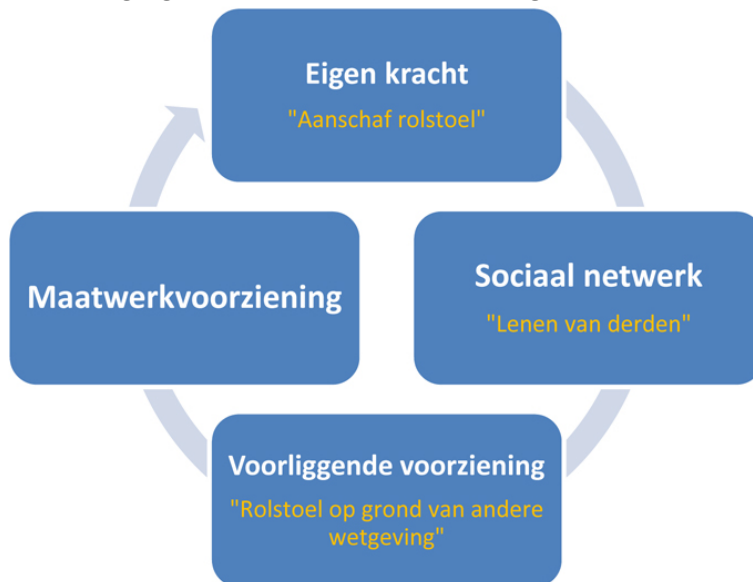 Eigen kracht
"Aanschaf rolstoel"
Sociaal netwerk
"Lenen van derden"
Voorliggende voorziening
"Rolstoel op grond van andere
wetgeving"
Maatwerkvoorziening